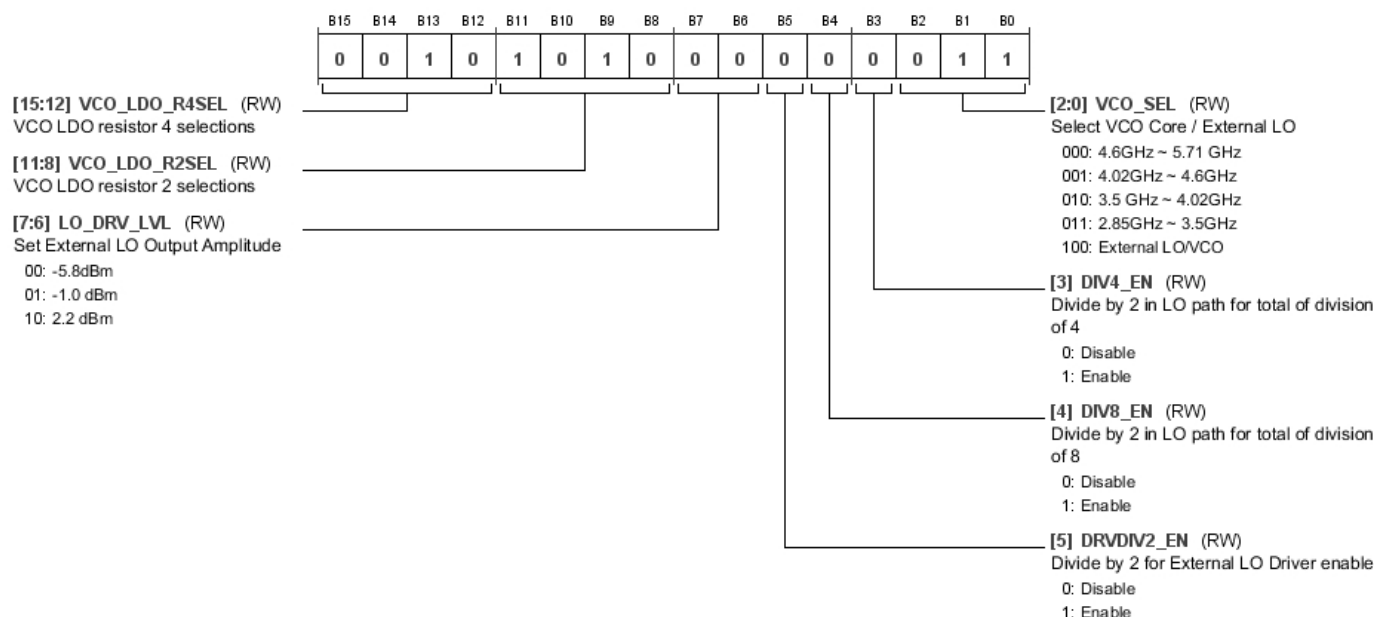 B15 B14 B13 B12 B11 B10 B9 B8 B7 B6 B5 B4 B3 B2 B1 B0
0 0 1 0 1 0 1 0 0 0 0 0 0 0 1 1
[15:12] VCO_LDO_R4SEL (RW)
VCO LDO resistor 4 selections
[11:8] VCO_LDO_R2SEL (RW)
VCO LDO resistor 2 selections
[7:6] LO_DRV_LVL (RW)
Set External LO Output Amplitude
00: -5.8dBm
01: -1.0 dBm
10: 2.2 dBm
[2:0] VCO_SEL (RW)
Select VCO Core / External LO
000: 4.6GHz ~ 5.71 GHz
001: 4.02GHz ~ 4.6GHz
010: 3.5 GHz ~ 4.02GHz
011: 2.85GHz ~ 3.5GHz
100: External LO/VCO
[3] DIV4_EN (RW)
Divide by 2 in LO path for total of division
of 4
0: Disable
1: Enable
[4] DIV8_EN (RW)
Divide by 2 in LO path for total of division
of 8
0: Disable
1: Enable
[5] DRVDIV2_EN (RW)
Divide by 2 for External LO Driver enable
0: Disable
1: Enable